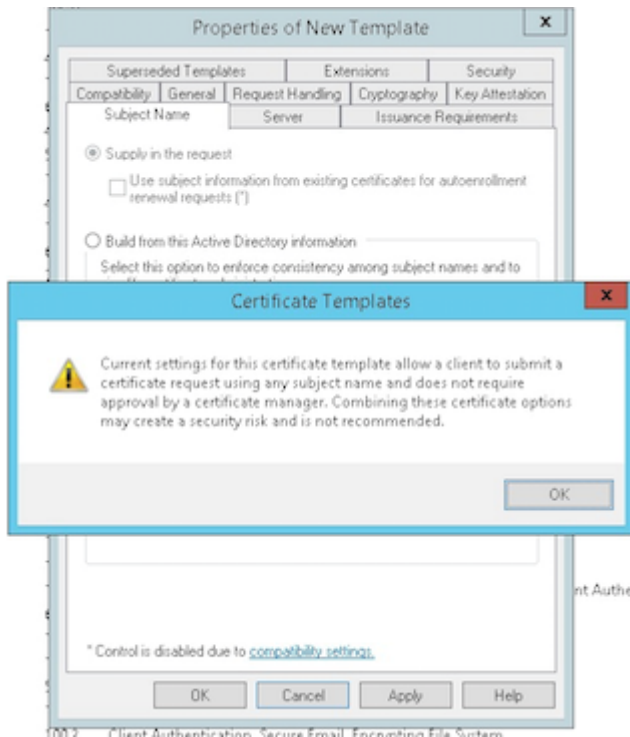 Properties of New Template
x
Superseded Templates Extensions Security
Compatibility General Request Handling Cryptography Key Attestation
Subject Name Server Issuance Requirements
Supply in the request
Use subject information from existing certificates for autoenrollment
renewal requests (*)
Build from this Active Directory information
Select this option to enforce consistency among subject names and to
Certificate Templates
x
Current settings for this certificate template allow a client to submit a
certificate request using any subject name and does not require
approval by a certificate manager. Combining these certificate options
may create a security risk and is not recommended.
OK
* Control is disabled due to compatibility settings.
OK Cancel Apply Help
Client Authentication, Secure Email, Encrypting File System